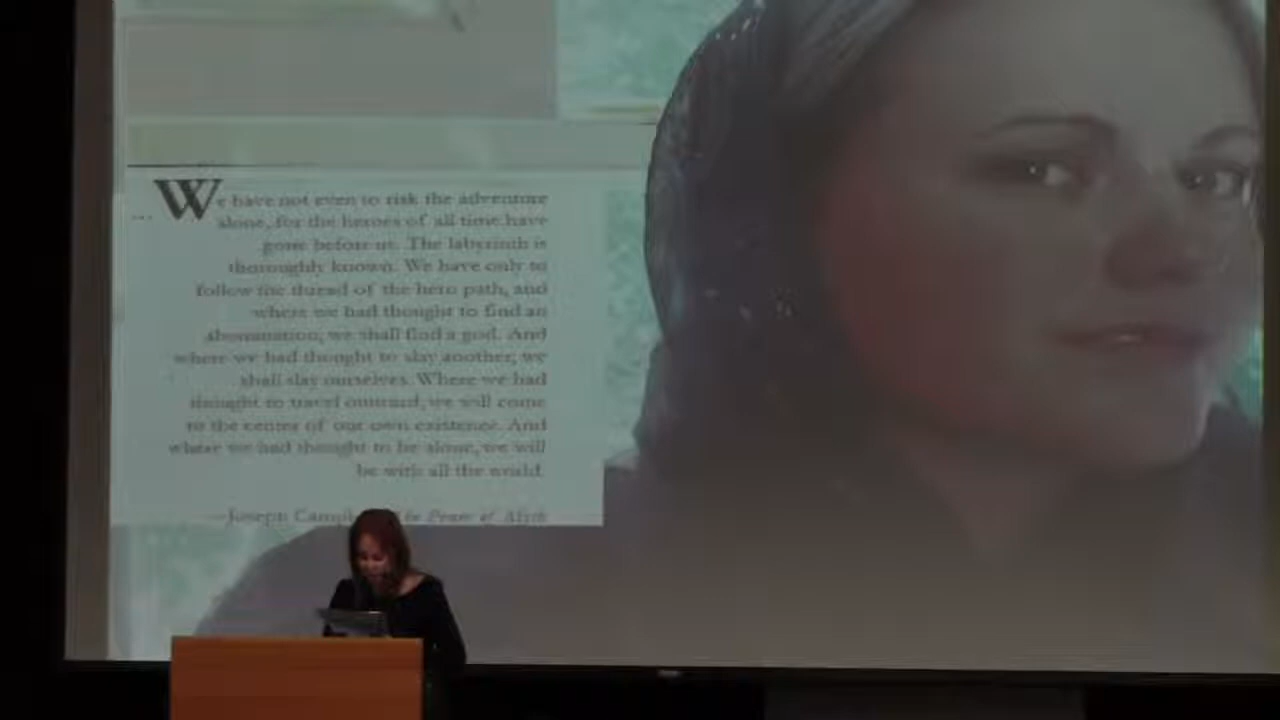 We have not even to risk the adventure
alone, for the heroes of all time have
gone before us. The labyrinth is
thoroughly known. We have only to
follow the thread of the hero path, and
where we had thought to find an
abomination, we shall find a god. And
where we had thought to slay another, we
shall slay ourselves. Where we had
thought to travel outward, we will come
to the center of our own existence. And
where we had thought to be alone, we will
be with all the world.
—Joseph Power of Myth